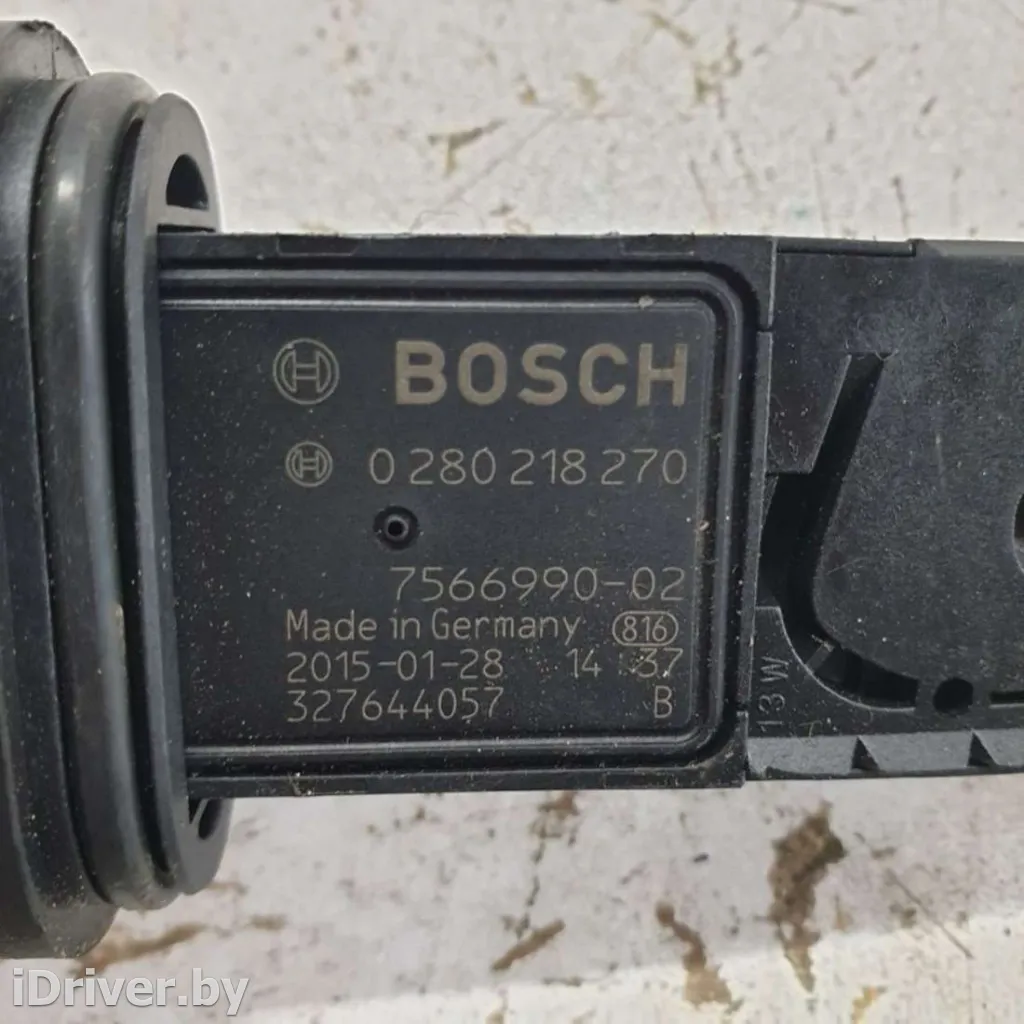 BOSCH
0 280 218 270
7566990-02
Made in Germany 816
2015-01-28 14 37
327644057 B
13W
iDriver.by